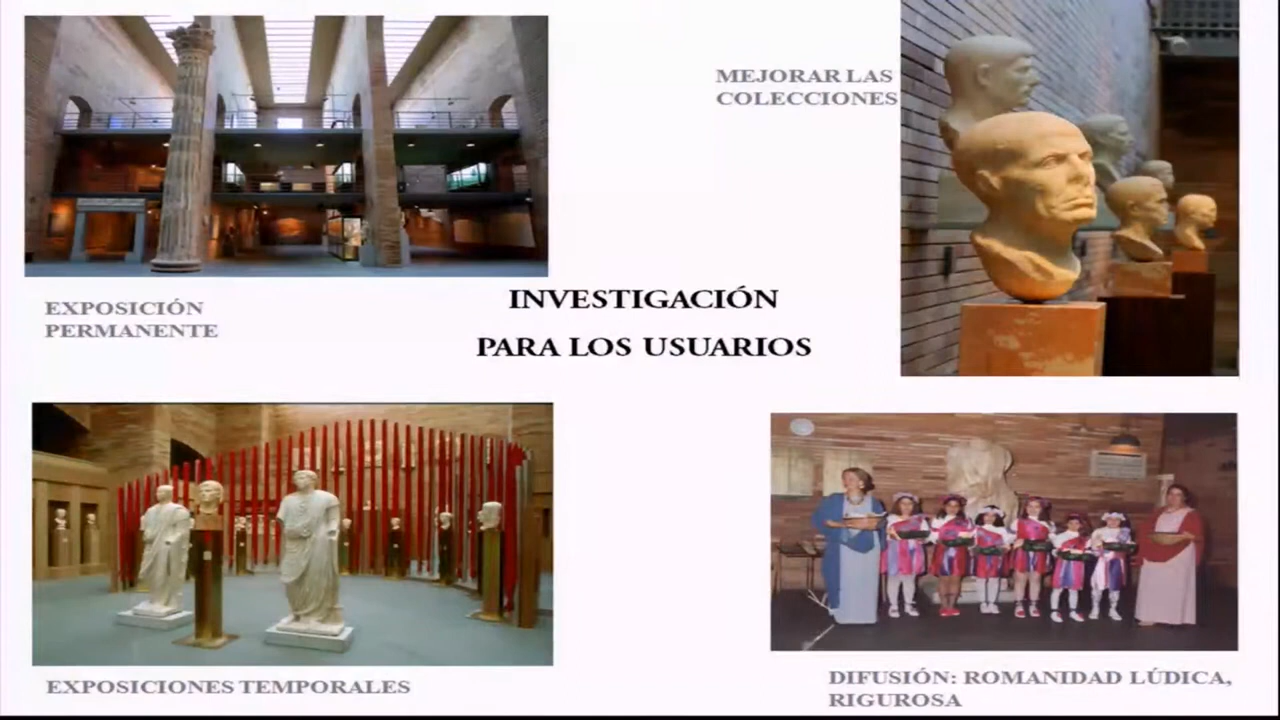 MEJORAR LAS
COLECCIONES
INVESTIGACIÓN
PARA LOS USUARIOS
EXPOSICIÓN
PERMANENTE
EXPOSICIONES TEMPORALES
DIFUSIÓN: ROMANIDAD LÚDICA,
RIGUROSA